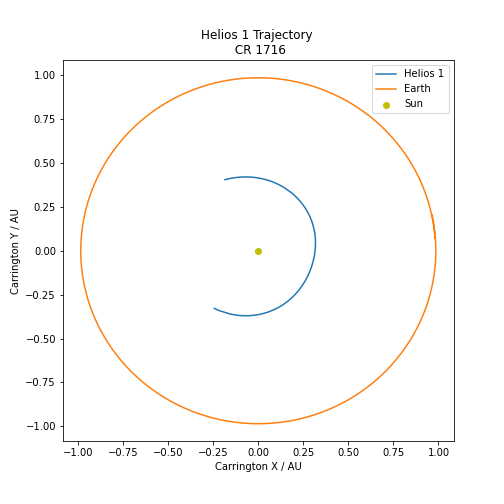 Helios 1 Trajectory
CR 1716
Helios 1
Earth
Sun
1.00
0.75
0.50
0.25
0.00
−0.25
−0.50
−0.75
−1.00
Carrington Y / AU
−1.00 −0.75 −0.50 −0.25 0.00 0.25 0.50 0.75 1.00
Carrington X / AU